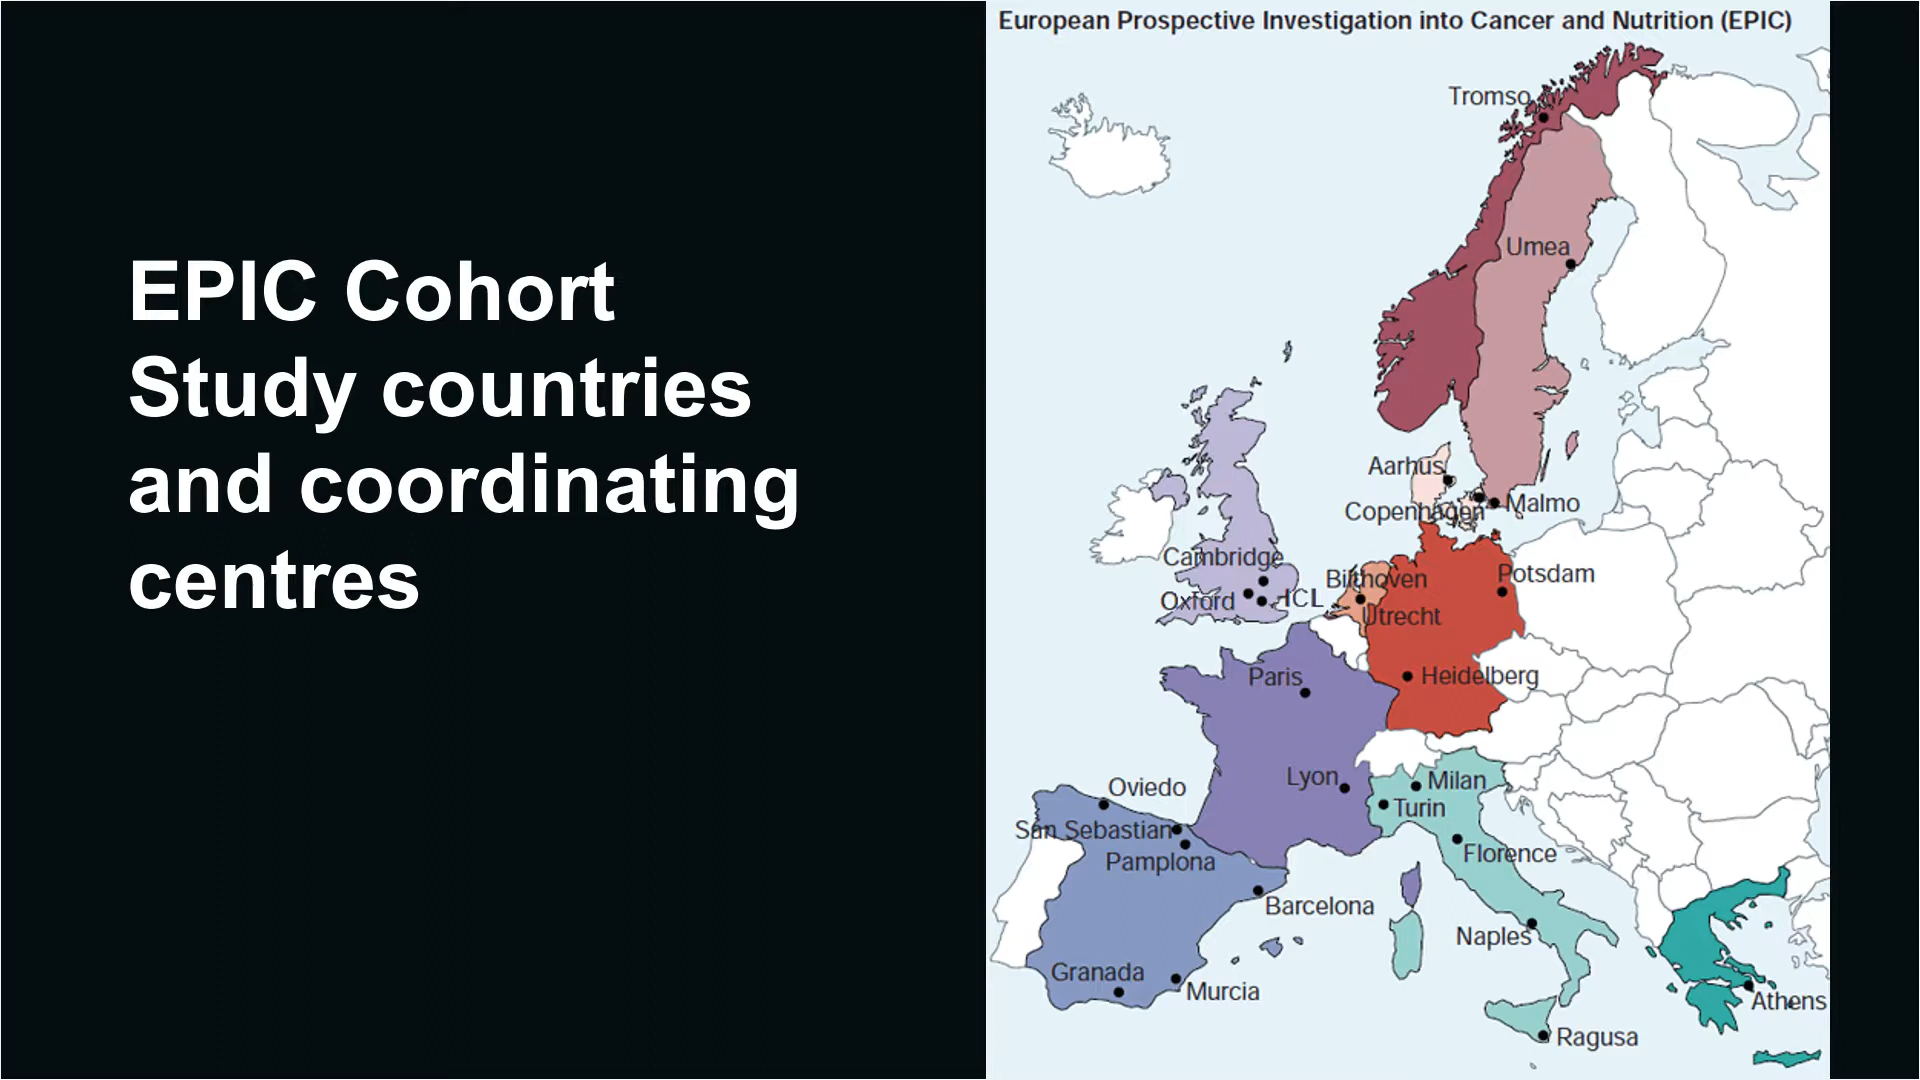 EPIC Cohort
Study countries
and coordinating
centres
European Prospective Investigation into Cancer and Nutrition (EPIC)
Tromso
Umea
Aarhus
Malmo
Copenhagen
Cambridge
Bilthoven
Potsdam
Oxford
ICL
Utrecht
Paris
Heidelberg
Lyon
Milan
Oviedo
Turin
San Sebastian
Florence
Pamplona
Barcelona
Naples
Granada
Murcia
Athens
Ragusa